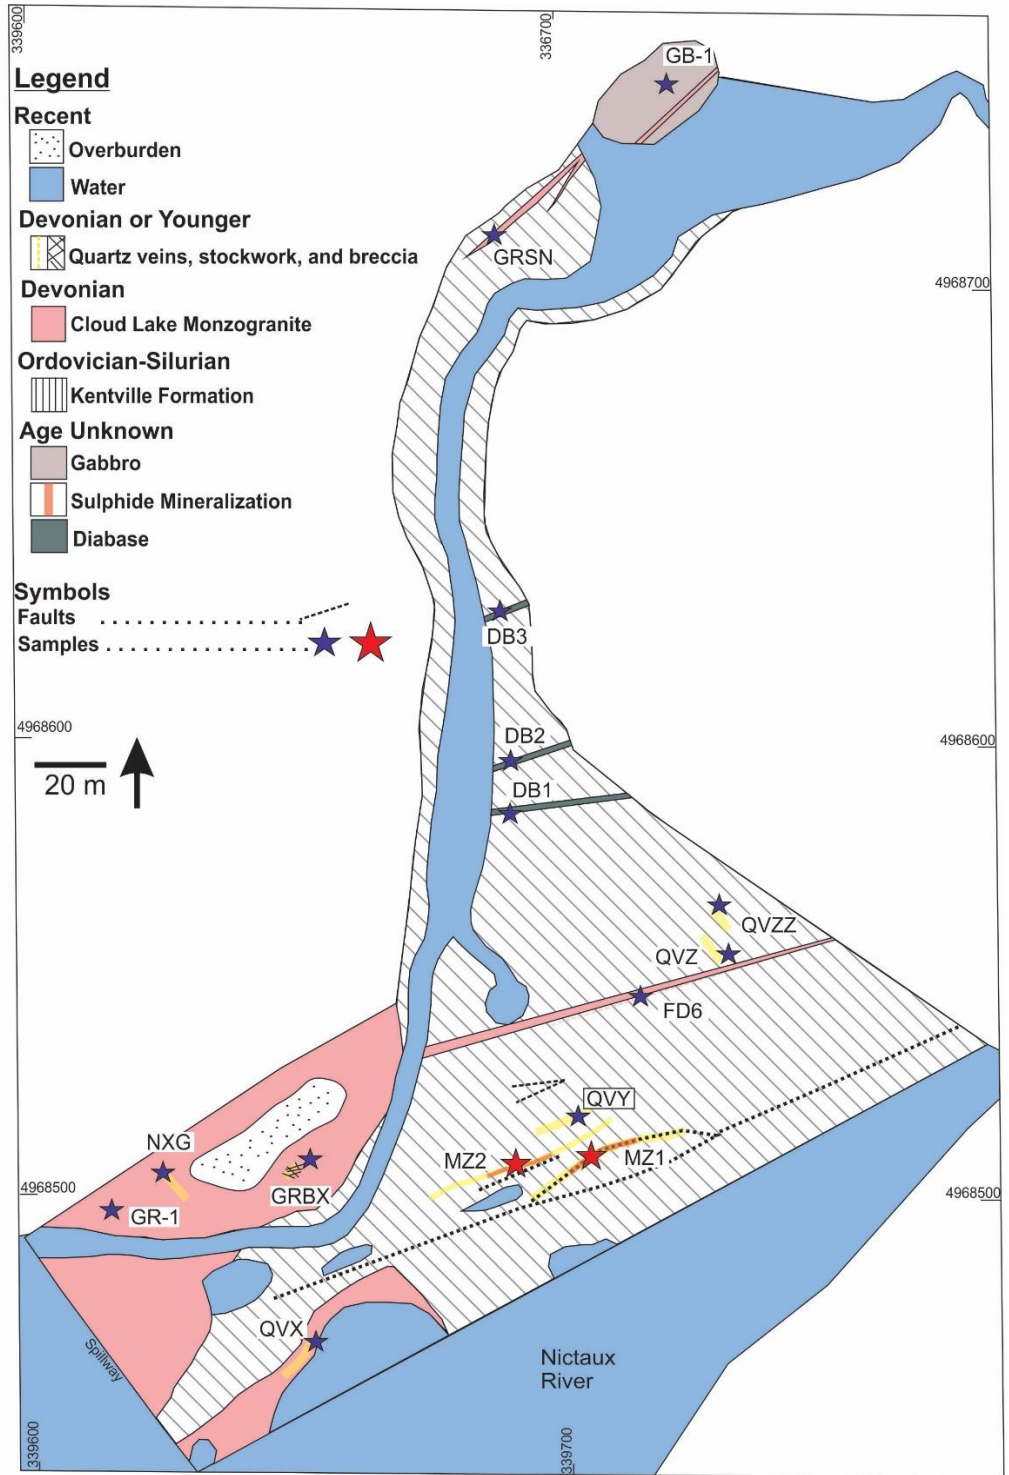 339600
336700
GB-1
Legend
Recent
Overburden
Water
Devonian or Younger
Quartz veins, stockwork, and breccia
Devonian
Cloud Lake Monzogranite
Ordovician-Silurian
Kentville Formation
Age Unknown
Gabbro
Sulphide Mineralization
Diabase
Symbols
Faults
Samples
GRSN
4968700
DB3
4968600
20 m
DB2
4968600
DB1
QVZZ
QVZ
FD6
QVY
NXG
MZ2
MZ1
GRBX
4968500
GR-1
4968500
QVX
Spillway
Nictaux
River
339600
339700